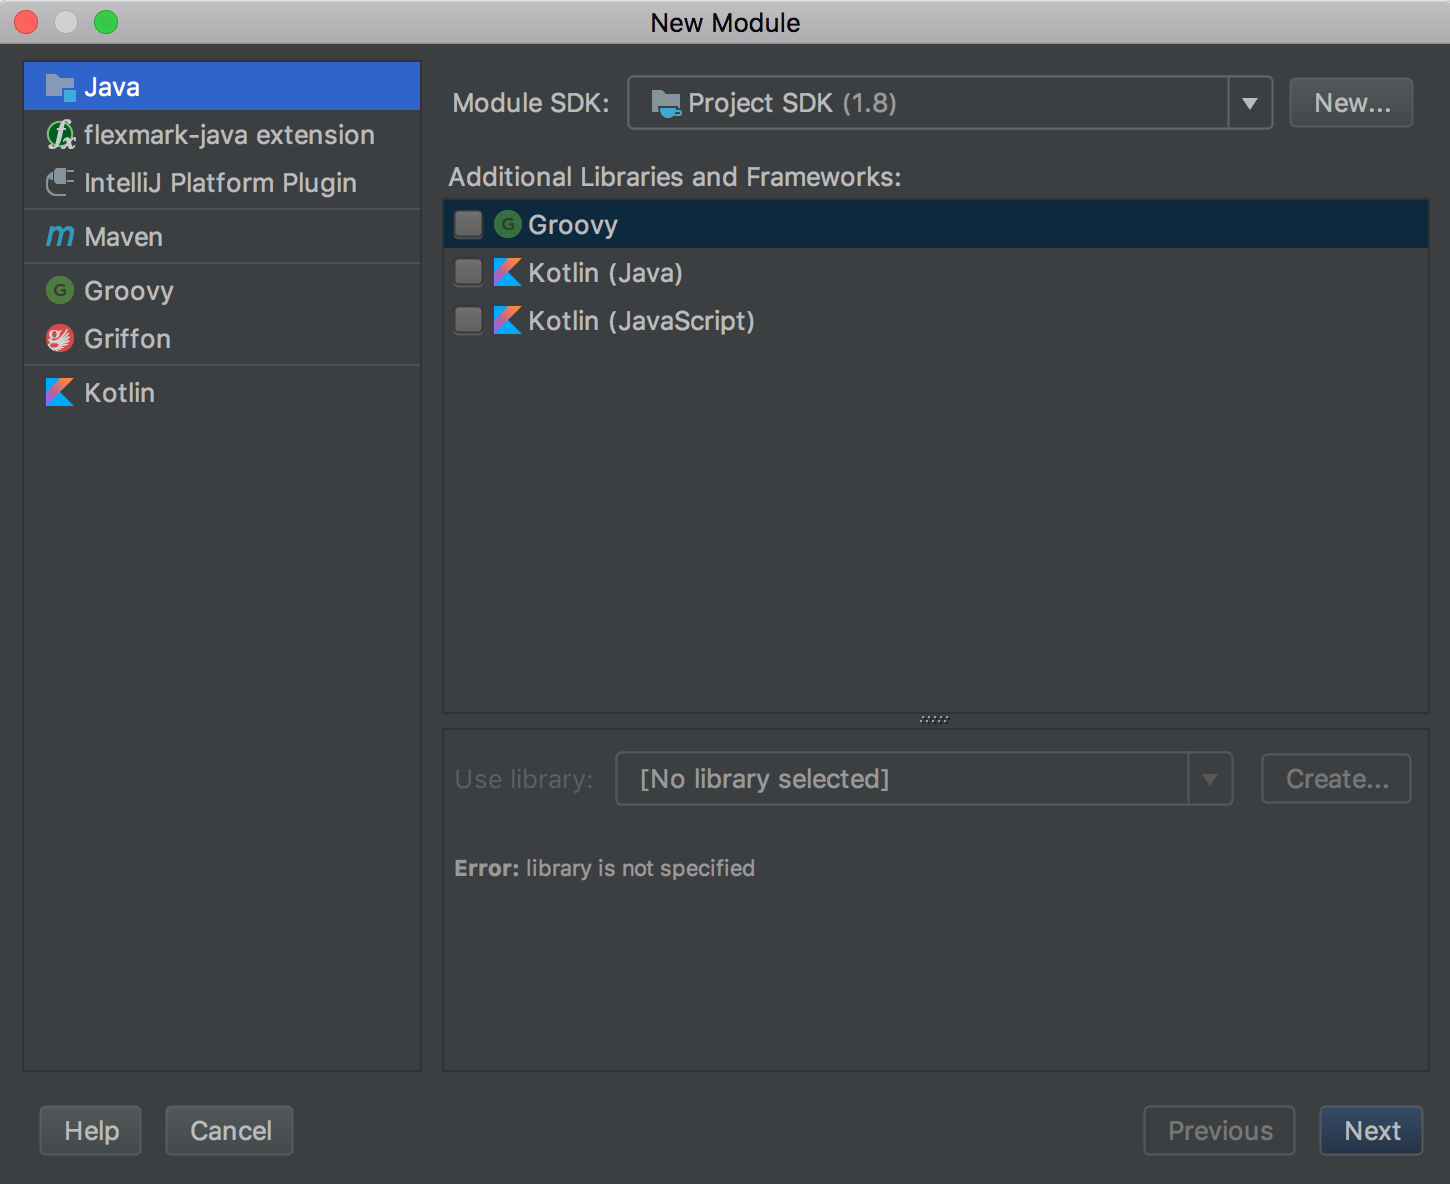 New Module
Java
flexmark-java extension
IntelliJ Platform Plugin
Maven
Groovy
Griffon
Kotlin
Module SDK: Project SDK (1.8) New...
Additional Libraries and Frameworks:
Groovy
Kotlin (Java)
Kotlin (JavaScript)
Use library: [No library selected] Create...
Error: library is not specified
Help Cancel Previous Next